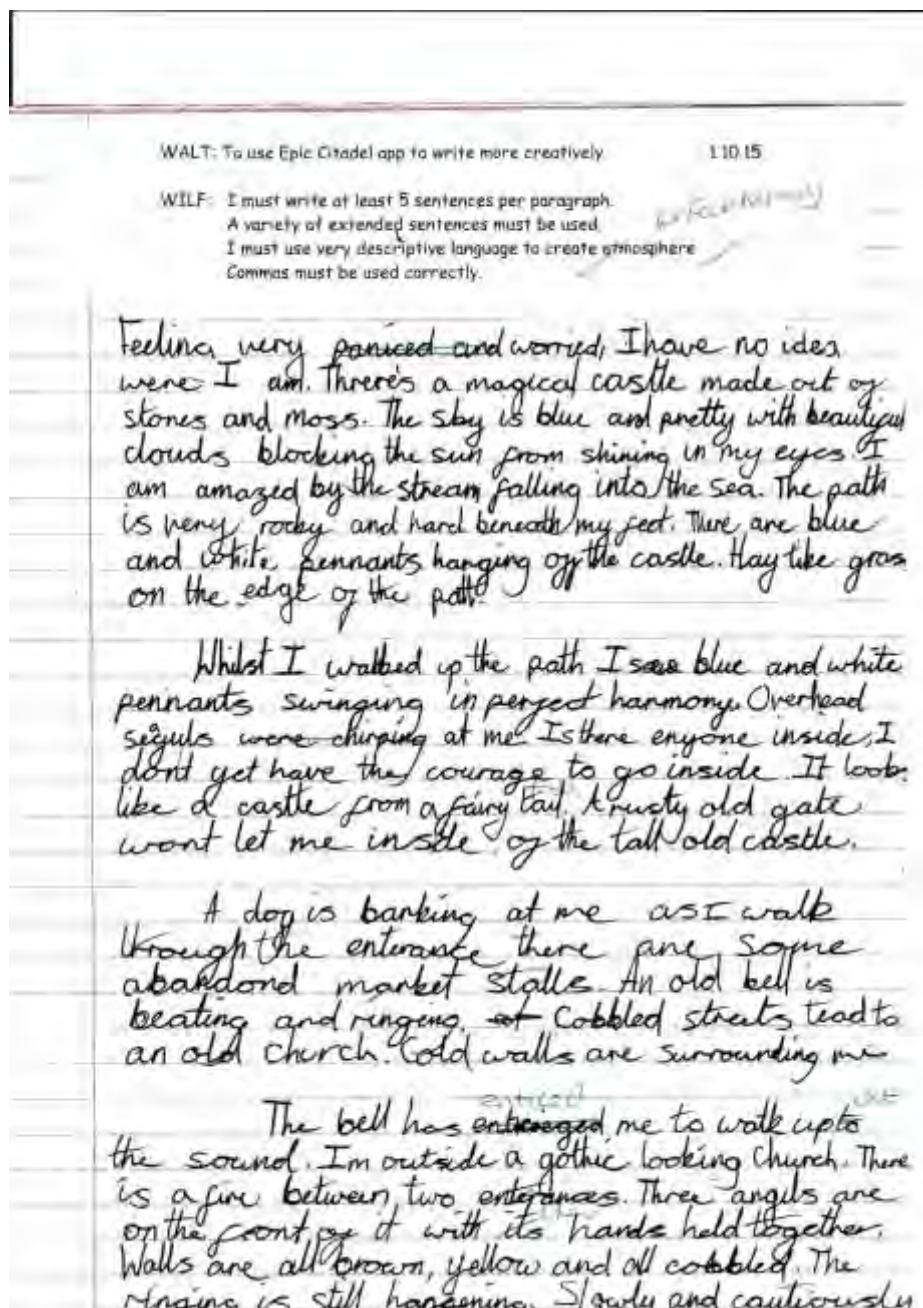 WALT: To use Epic Citadel app to write more creatively. 1.10.15
WILF: I must write at least 5 sentences per paragraph.
A variety of extended sentences must be used.
I must use very descriptive language to create atmosphere
Commas must be used correctly.
Feeling very paniced and worried, I have no idea
were I am. Threre's a magical castle made out of
stones and moss. The sky is blue and pretty with beautiful
clouds blocking the sun from shining in my eyes. I
am amazed by the stream falling into the sea. The path
is very rocky and hard beneath my feet. There are blue
and white pennants hanging off the castle. Hay like grass
on the edge of the path.
Whilst I walked up the path I saw blue and white
pennants swinging in perfect harmony. Overhead
seguls were chirping at me. Is there enyone inside, I
dont yet have the courage to go inside. It looks
like a castle from a fairy tail. A rusty old gate
wont let me inside of the tall old castle.
A dog is barking at me as I walk
through the enterance there are some
abandond market stalls. An old bell is
beating and ringing. Cobbled streets lead to
an old church. Cold walls are surrounding me
enticed
The bell has me to walk upto
the sound. Im outside a gothic looking Church. There
is a fire between two enterances. Three angils are
on the front of it with its hands held together.
Walls are all brown, yellow and all cobbled. The
ringing is still happening. Slowly and cautiously